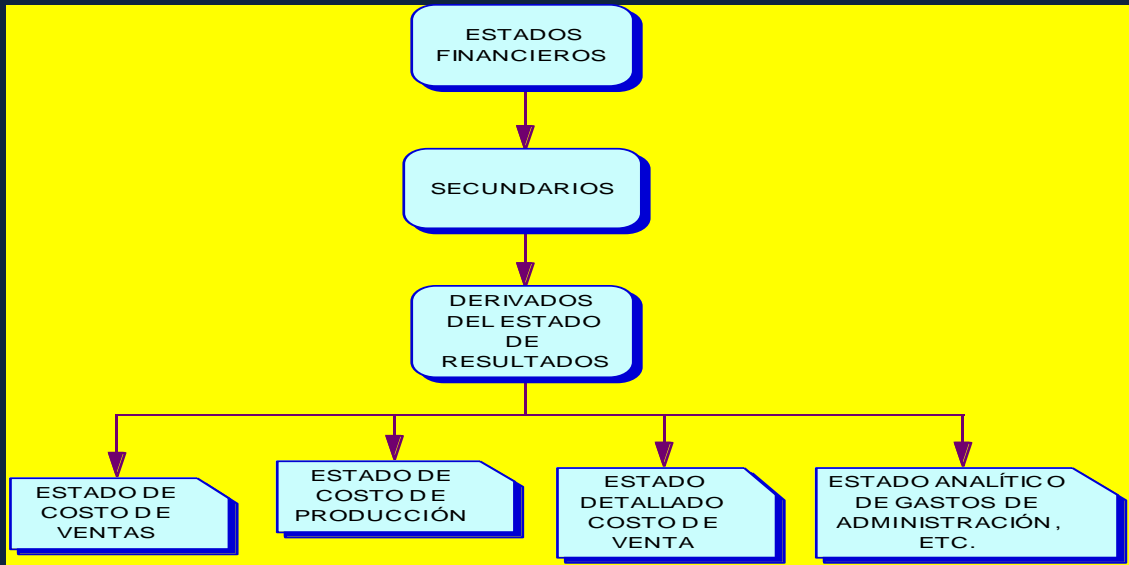 ESTADOS
FINANCIEROS
SECUNDARIOS
DERIVADOS
DEL ESTADO
DE
RESULTADOS
ESTADO DE
COSTO DE
VENTAS
ESTADO DE
COSTO DE
PRODUCCIÓN
ESTADO
DETALLADO
COSTO DE
VENTA
ESTADO ANALÍTICO
DE GASTOS DE
ADMINISTRACIÓN,
ETC.